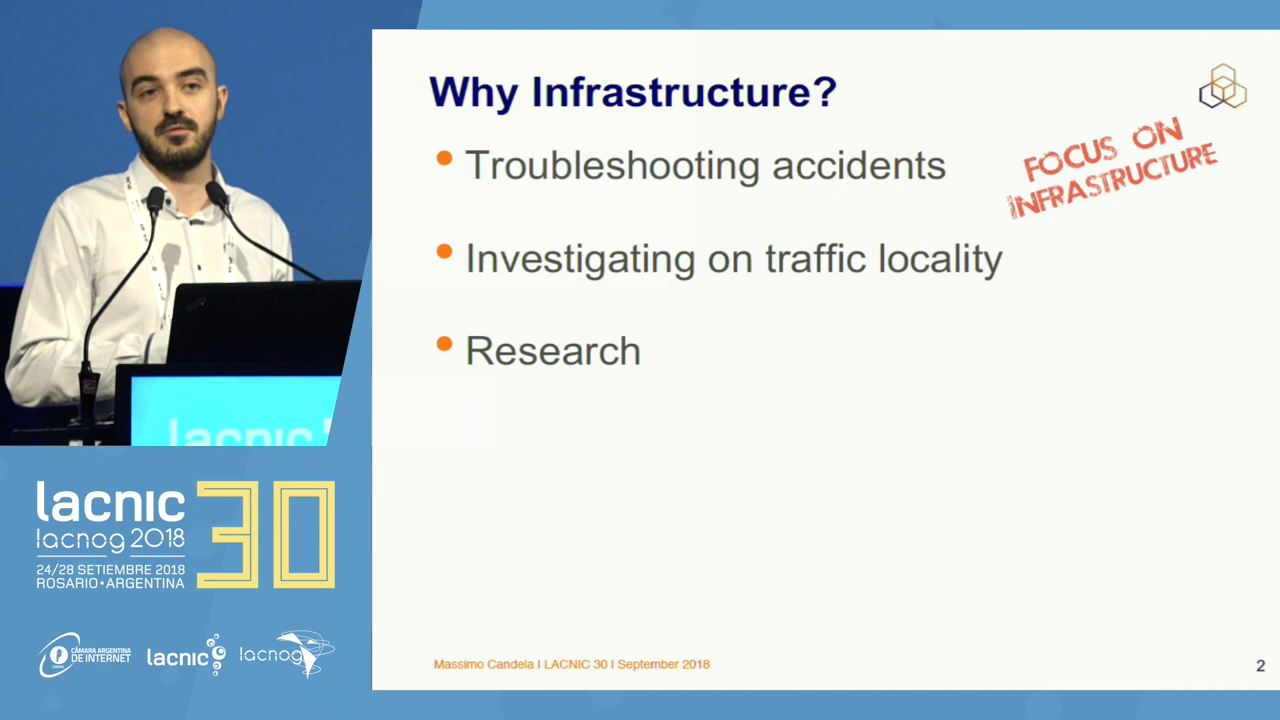 Why Infrastructure?
FOCUS ON
INFRASTRUCTURE
• Troubleshooting accidents
• Investigating on traffic locality
• Research
Massimo Candela I LACNIC 30 I September 2018
2
lacnic
lacnic 30
lacnog 2018
24/28 SETIEMBRE 2018
ROSARIO•ARGENTINA
CÁMARA ARGENTINA
DE INTERNET
lacnic
lacnog